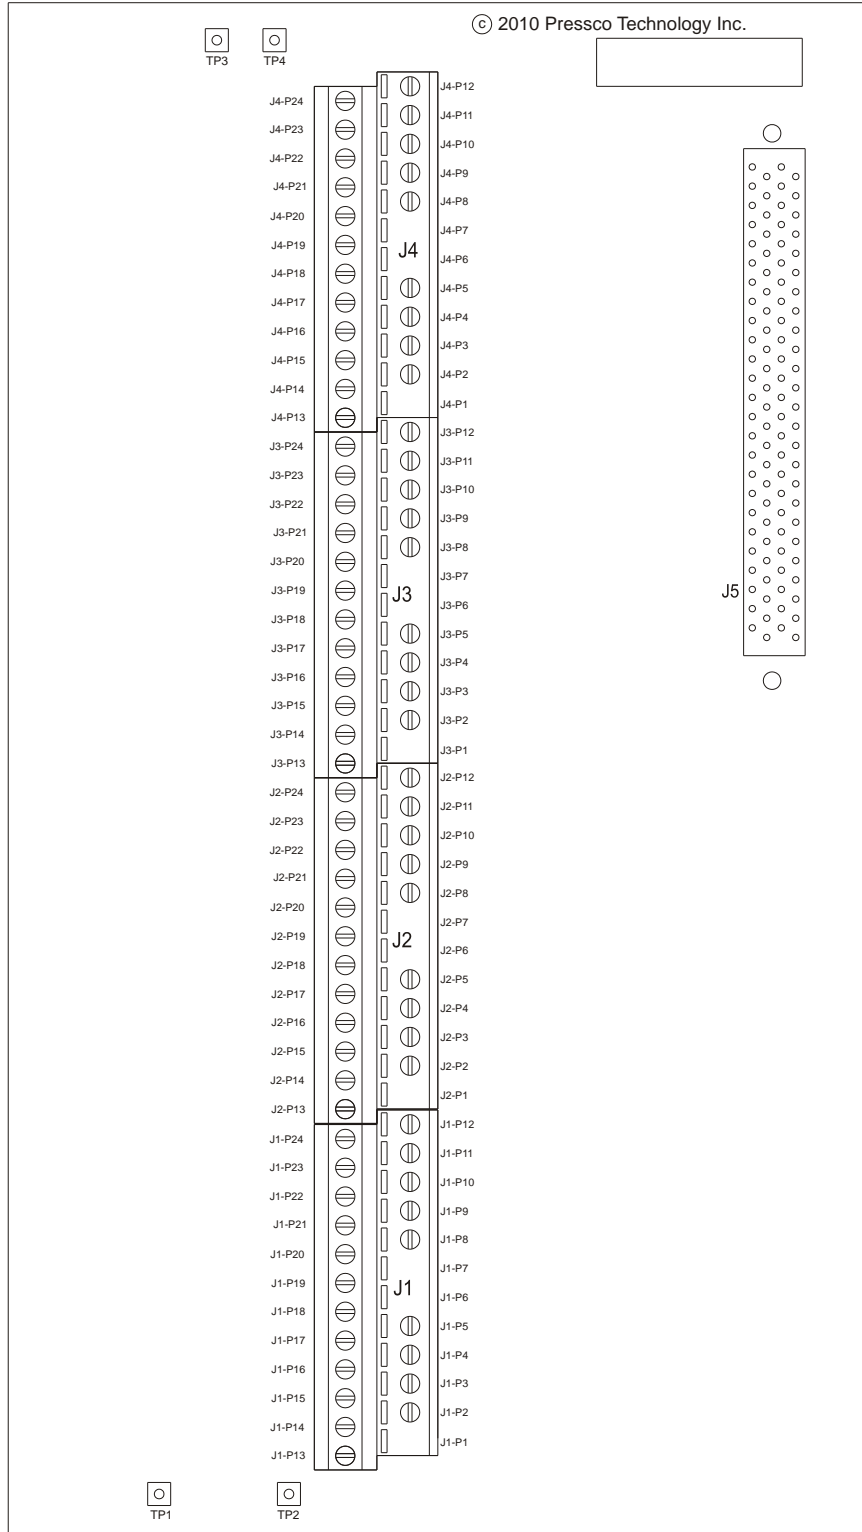 © 2010 Pressco Technology Inc.
TP3 TP4
J4-P12
J4-P24
J4-P11
J4-P23
J4-P10
J4-P22
J4-P9
J4-P21
J4-P8
J4-P20
J4-P7
J4-P19
J4
J4-P6
J4-P18
J4-P5
J4-P17
J4-P4
J4-P16
J4-P3
J4-P15
J4-P2
J4-P14
J4-P1
J4-P13
J3-P12
J3-P24
J3-P11
J3-P23
J3-P10
J3-P22
J3-P9
J3-P21
J3-P8
J3-P20
J3-P7
J3-P19
J3
J5
J3-P6
J3-P18
J3-P5
J3-P17
J3-P4
J3-P16
J3-P3
J3-P15
J3-P2
J3-P14
J3-P1
J3-P13
J2-P12
J2-P24
J2-P11
J2-P23
J2-P10
J2-P22
J2-P9
J2-P21
J2-P8
J2-P20
J2-P7
J2-P19
J2
J2-P6
J2-P18
J2-P5
J2-P17
J2-P4
J2-P16
J2-P3
J2-P15
J2-P2
J2-P14
J2-P1
J2-P13
J1-P12
J1-P24
J1-P11
J1-P23
J1-P10
J1-P22
J1-P9
J1-P21
J1-P8
J1-P20
J1-P7
J1-P19
J1
J1-P6
J1-P18
J1-P5
J1-P17
J1-P4
J1-P16
J1-P3
J1-P15
J1-P2
J1-P14
J1-P1
J1-P13
TP1 TP2